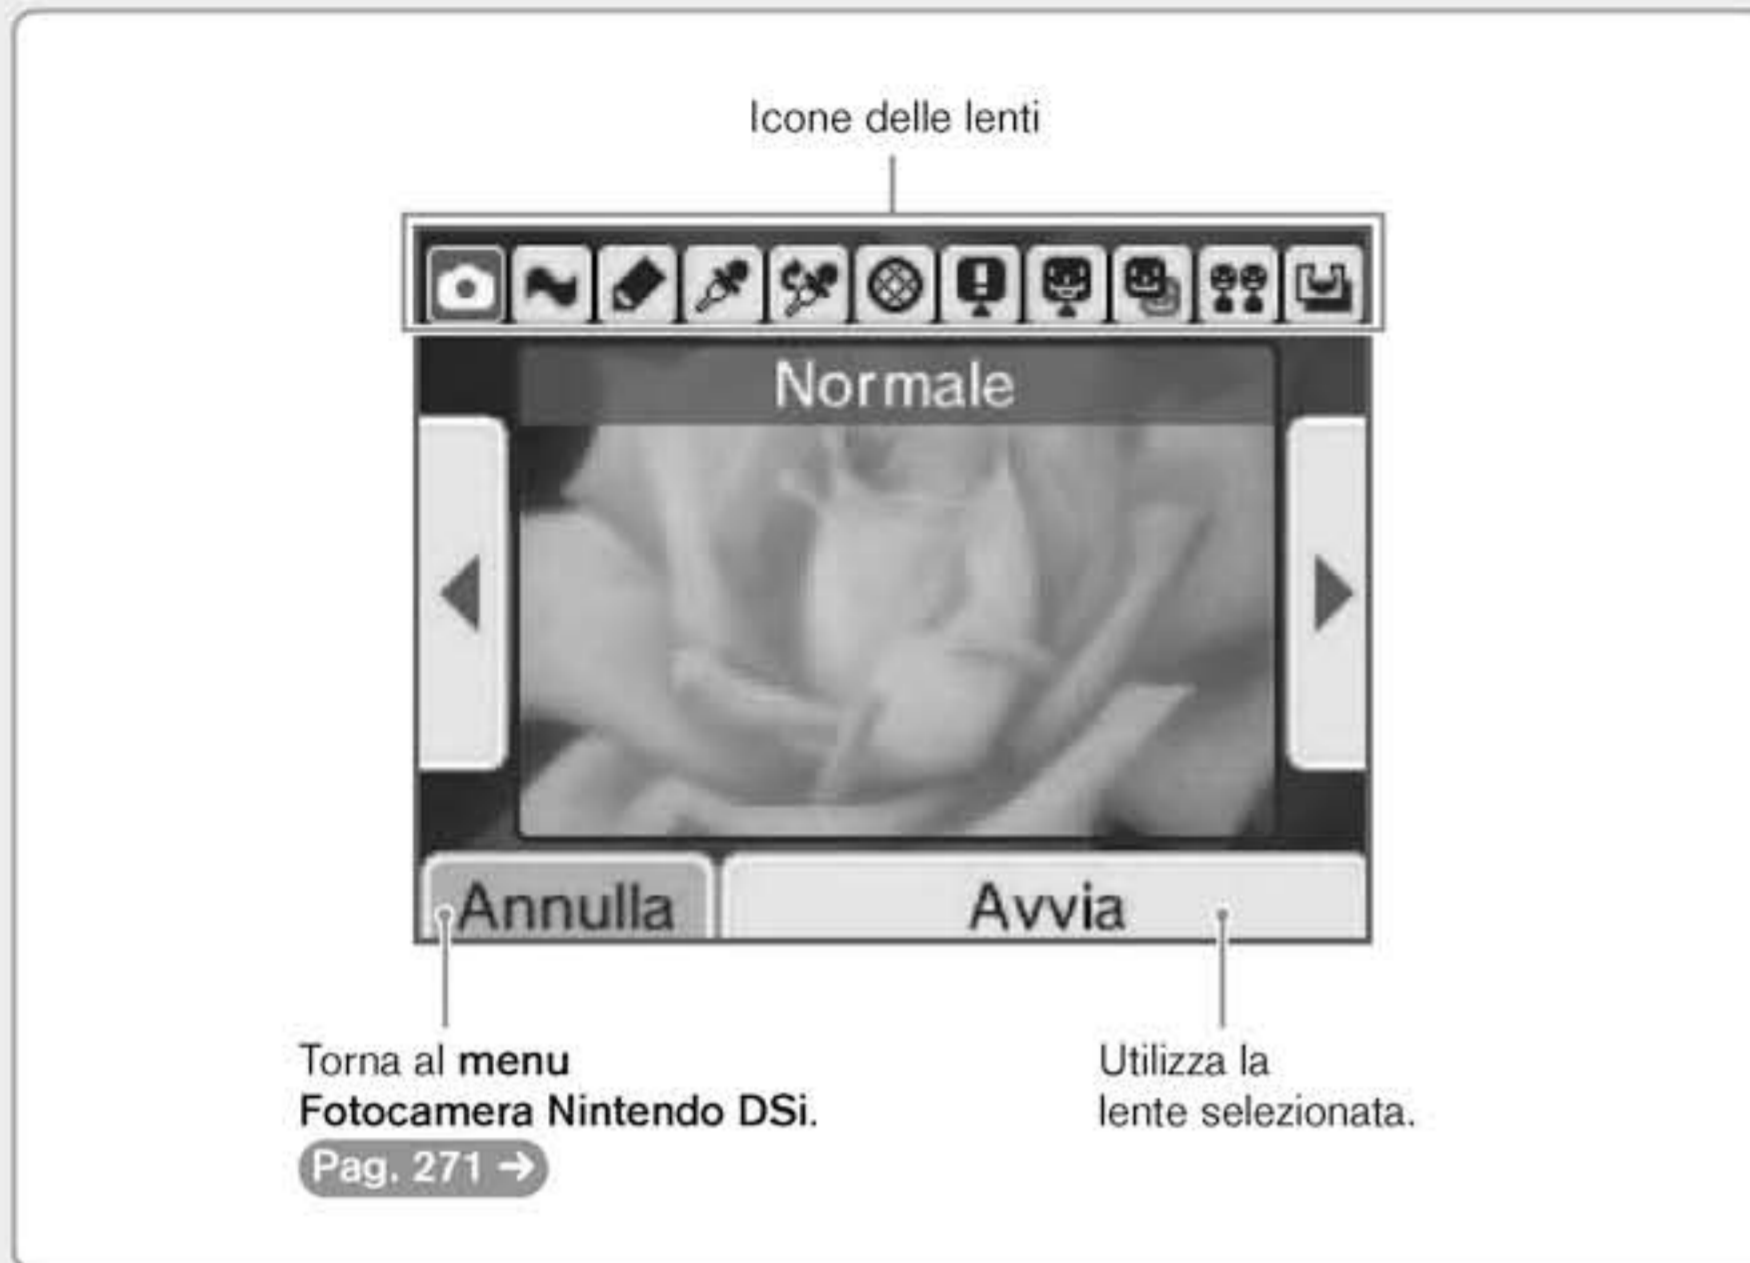 Icone delle lenti
Normale
Annulla
Avvia
Torna al menu
Fotocamera Nintendo DSi.
Pag. 271 →
Utilizza la
lente selezionata.